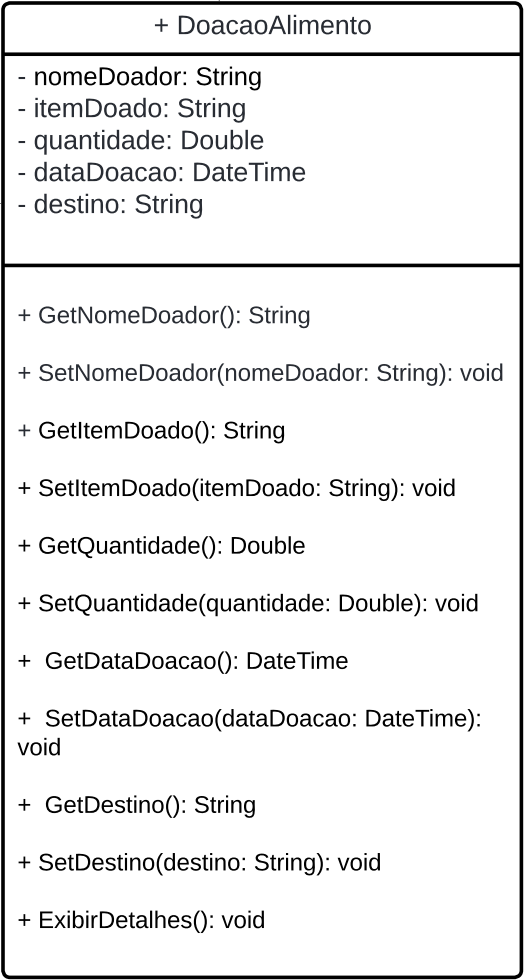 + DoacaoAlimento
- nomeDoador: String
- itemDoado: String
- quantidade: Double
- dataDoacao: DateTime
- destino: String
+ GetNomeDoador(): String
+ SetNomeDoador(nomeDoador: String): void
+ GetItemDoado(): String
+ SetItemDoado(itemDoado: String): void
+ GetQuantidade(): Double
+ SetQuantidade(quantidade: Double): void
+  GetDataDoacao(): DateTime
+  SetDataDoacao(dataDoacao: DateTime):
void
+  GetDestino(): String
+ SetDestino(destino: String): void
+ ExibirDetalhes(): void